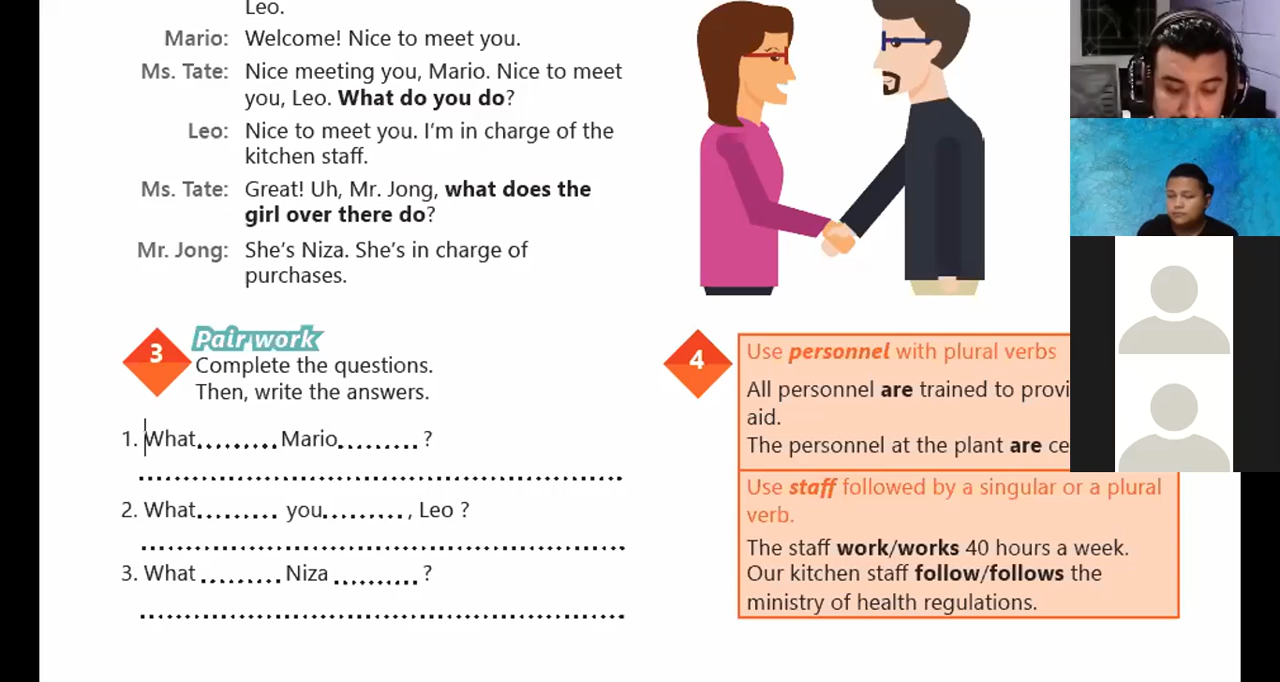 Leo.
Mario: Welcome! Nice to meet you.
Ms. Tate: Nice meeting you, Mario. Nice to meet
you, Leo. What do you do?
Leo: Nice to meet you. I'm in charge of the
kitchen staff.
Ms. Tate: Great! Uh, Mr. Jong, what does the
girl over there do?
Mr. Jong: She's Niza. She's in charge of
purchases.
3
Pair work
Complete the questions.
Then, write the answers.
1. What......... Mario......... ?
2. What......... you........., Leo ?
3. What ......... Niza ......... ?
4
Use personnel with plural verbs
All personnel are trained to
aid.
The personnel at the plant are
Use staff followed by a singular or a plural
verb.
The staff work/works 40 hours a week.
Our kitchen staff follow/follows the
ministry of health regulations.